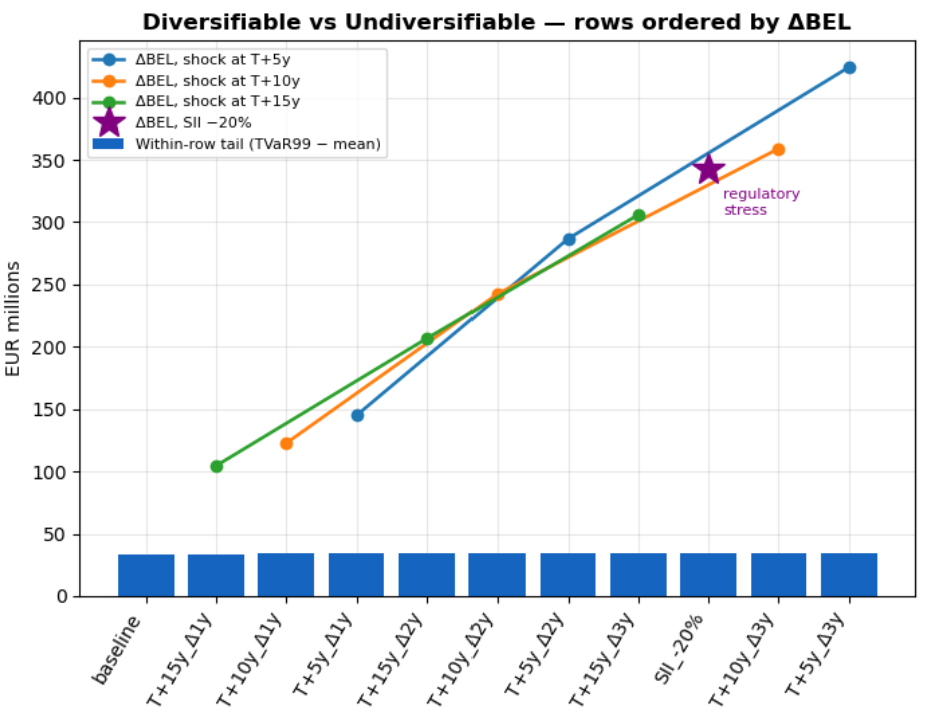 Diversifiable vs Undiversifiable — rows ordered by ΔBEL
ΔBEL, shock at T+5y
ΔBEL, shock at T+10y
ΔBEL, shock at T+15y
ΔBEL, SII −20%
Within-row tail (TVaR99 − mean)
EUR millions
400
350
300
250
200
150
100
50
0
regulatory
stress
baseline
T+15y_Δ1y
T+10y_Δ1y
T+5y_Δ1y
T+15y_Δ2y
T+10y_Δ2y
T+5y_Δ2y
T+15y_Δ3y
SII_-20%
T+10y_Δ3y
T+5y_Δ3y